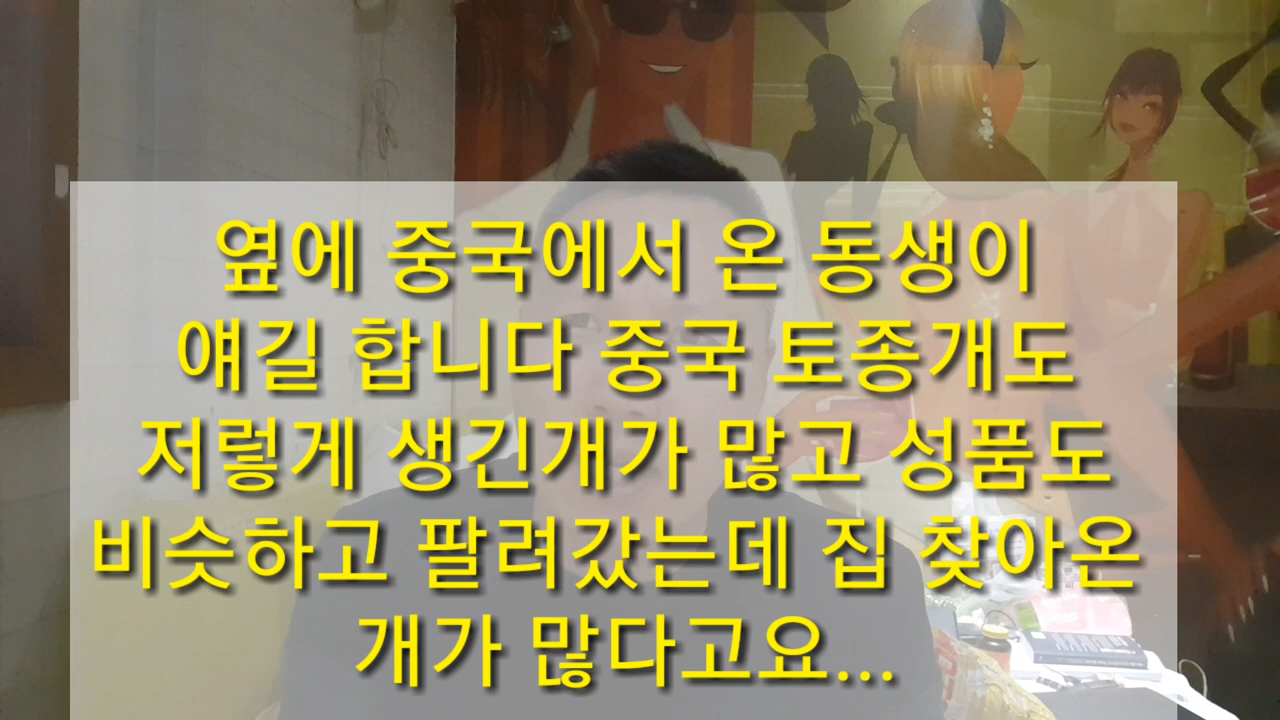 옆에 중국에서 온 동생이
얘길 합니다 중국 토종개도
저렇게 생긴개가 많고 성품도
비슷하고 팔려갔는데 집 찾아온
개가 많다고요...